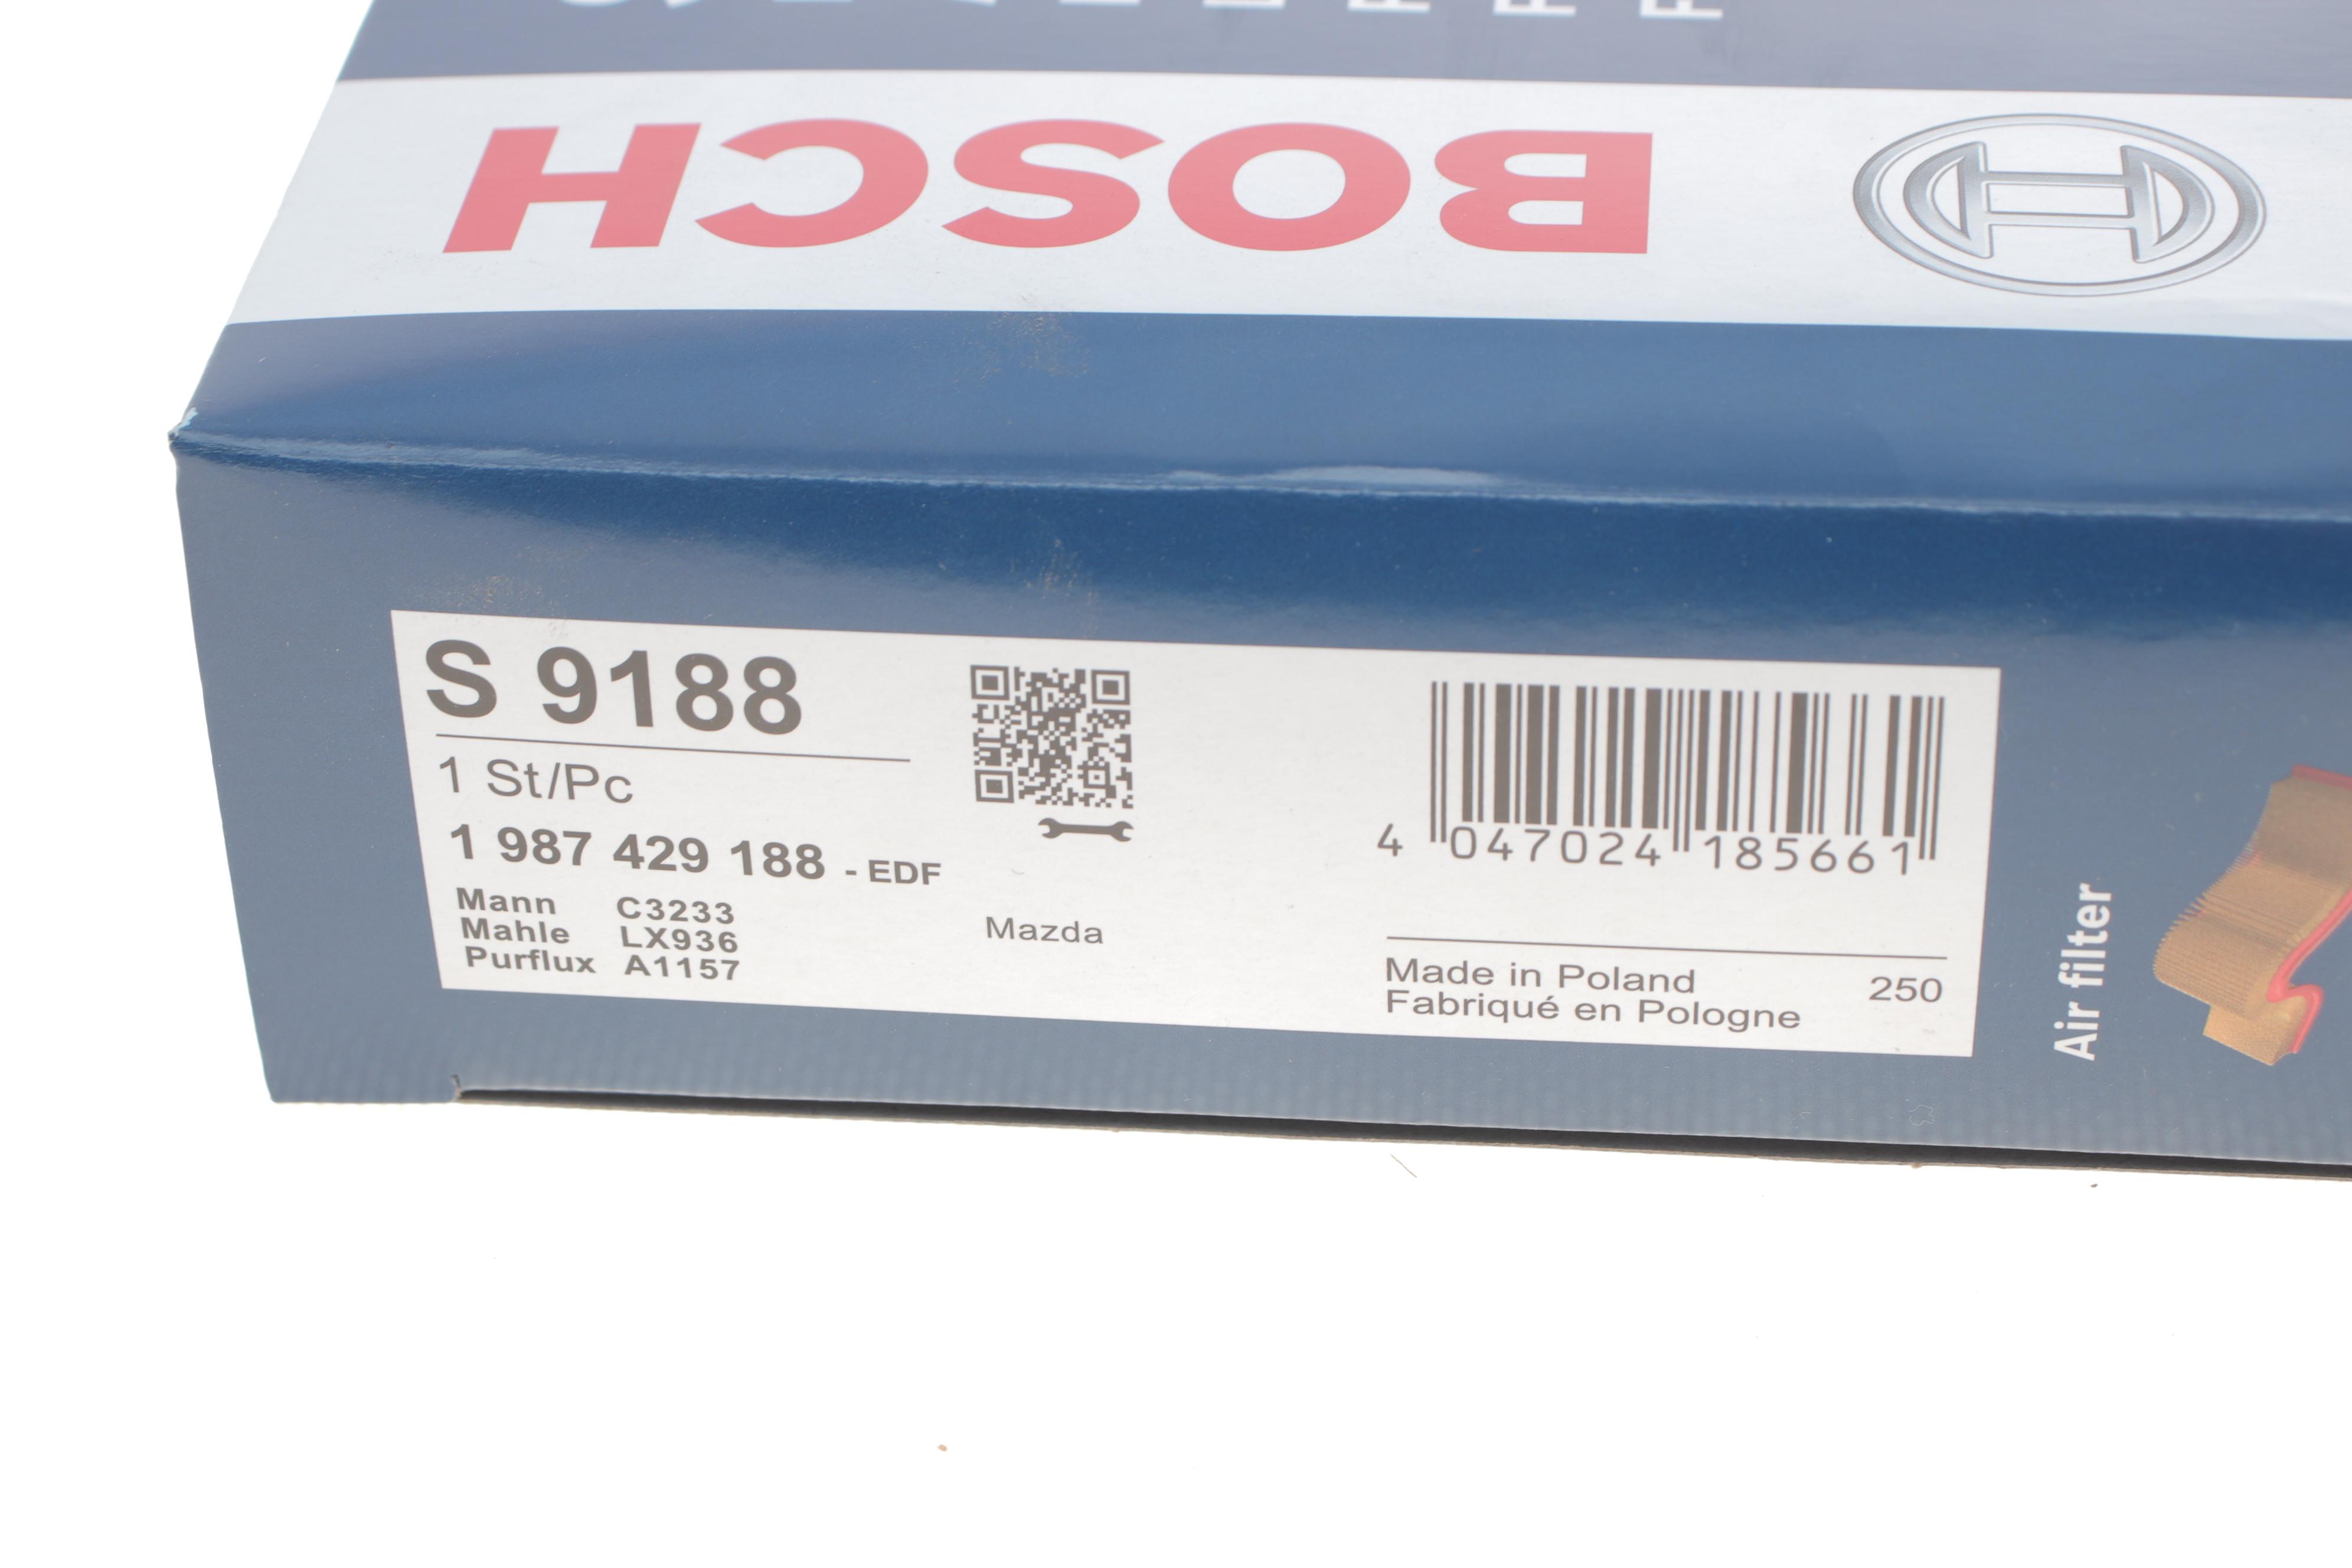 BOSCH
S 9188
1 St/Pc
1 987 429 188 - EDF
Mann C3233
Mahle LX936
Purflux A1157
Mazda
4 047024 185661
Made in Poland 250
Fabriqué en Pologne
Air filter